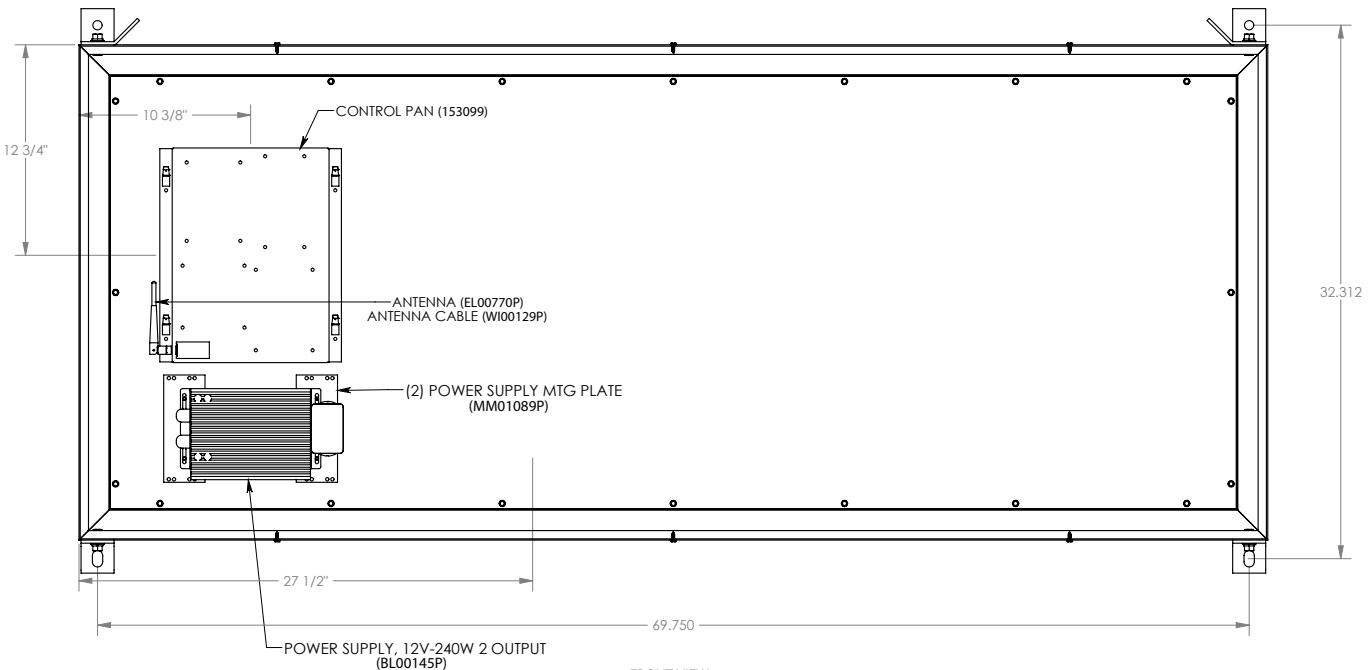 10 3/8"
CONTROL PAN (153099)
12 3/4"
32.312
ANTENNA (EL00770P)
ANTENNA CABLE (WI00129P)
(2) POWER SUPPLY MTG PLATE
(MM01089P)
27 1/2"
69.750
POWER SUPPLY, 12V-240W 2 OUTPUT
(BL00145P)